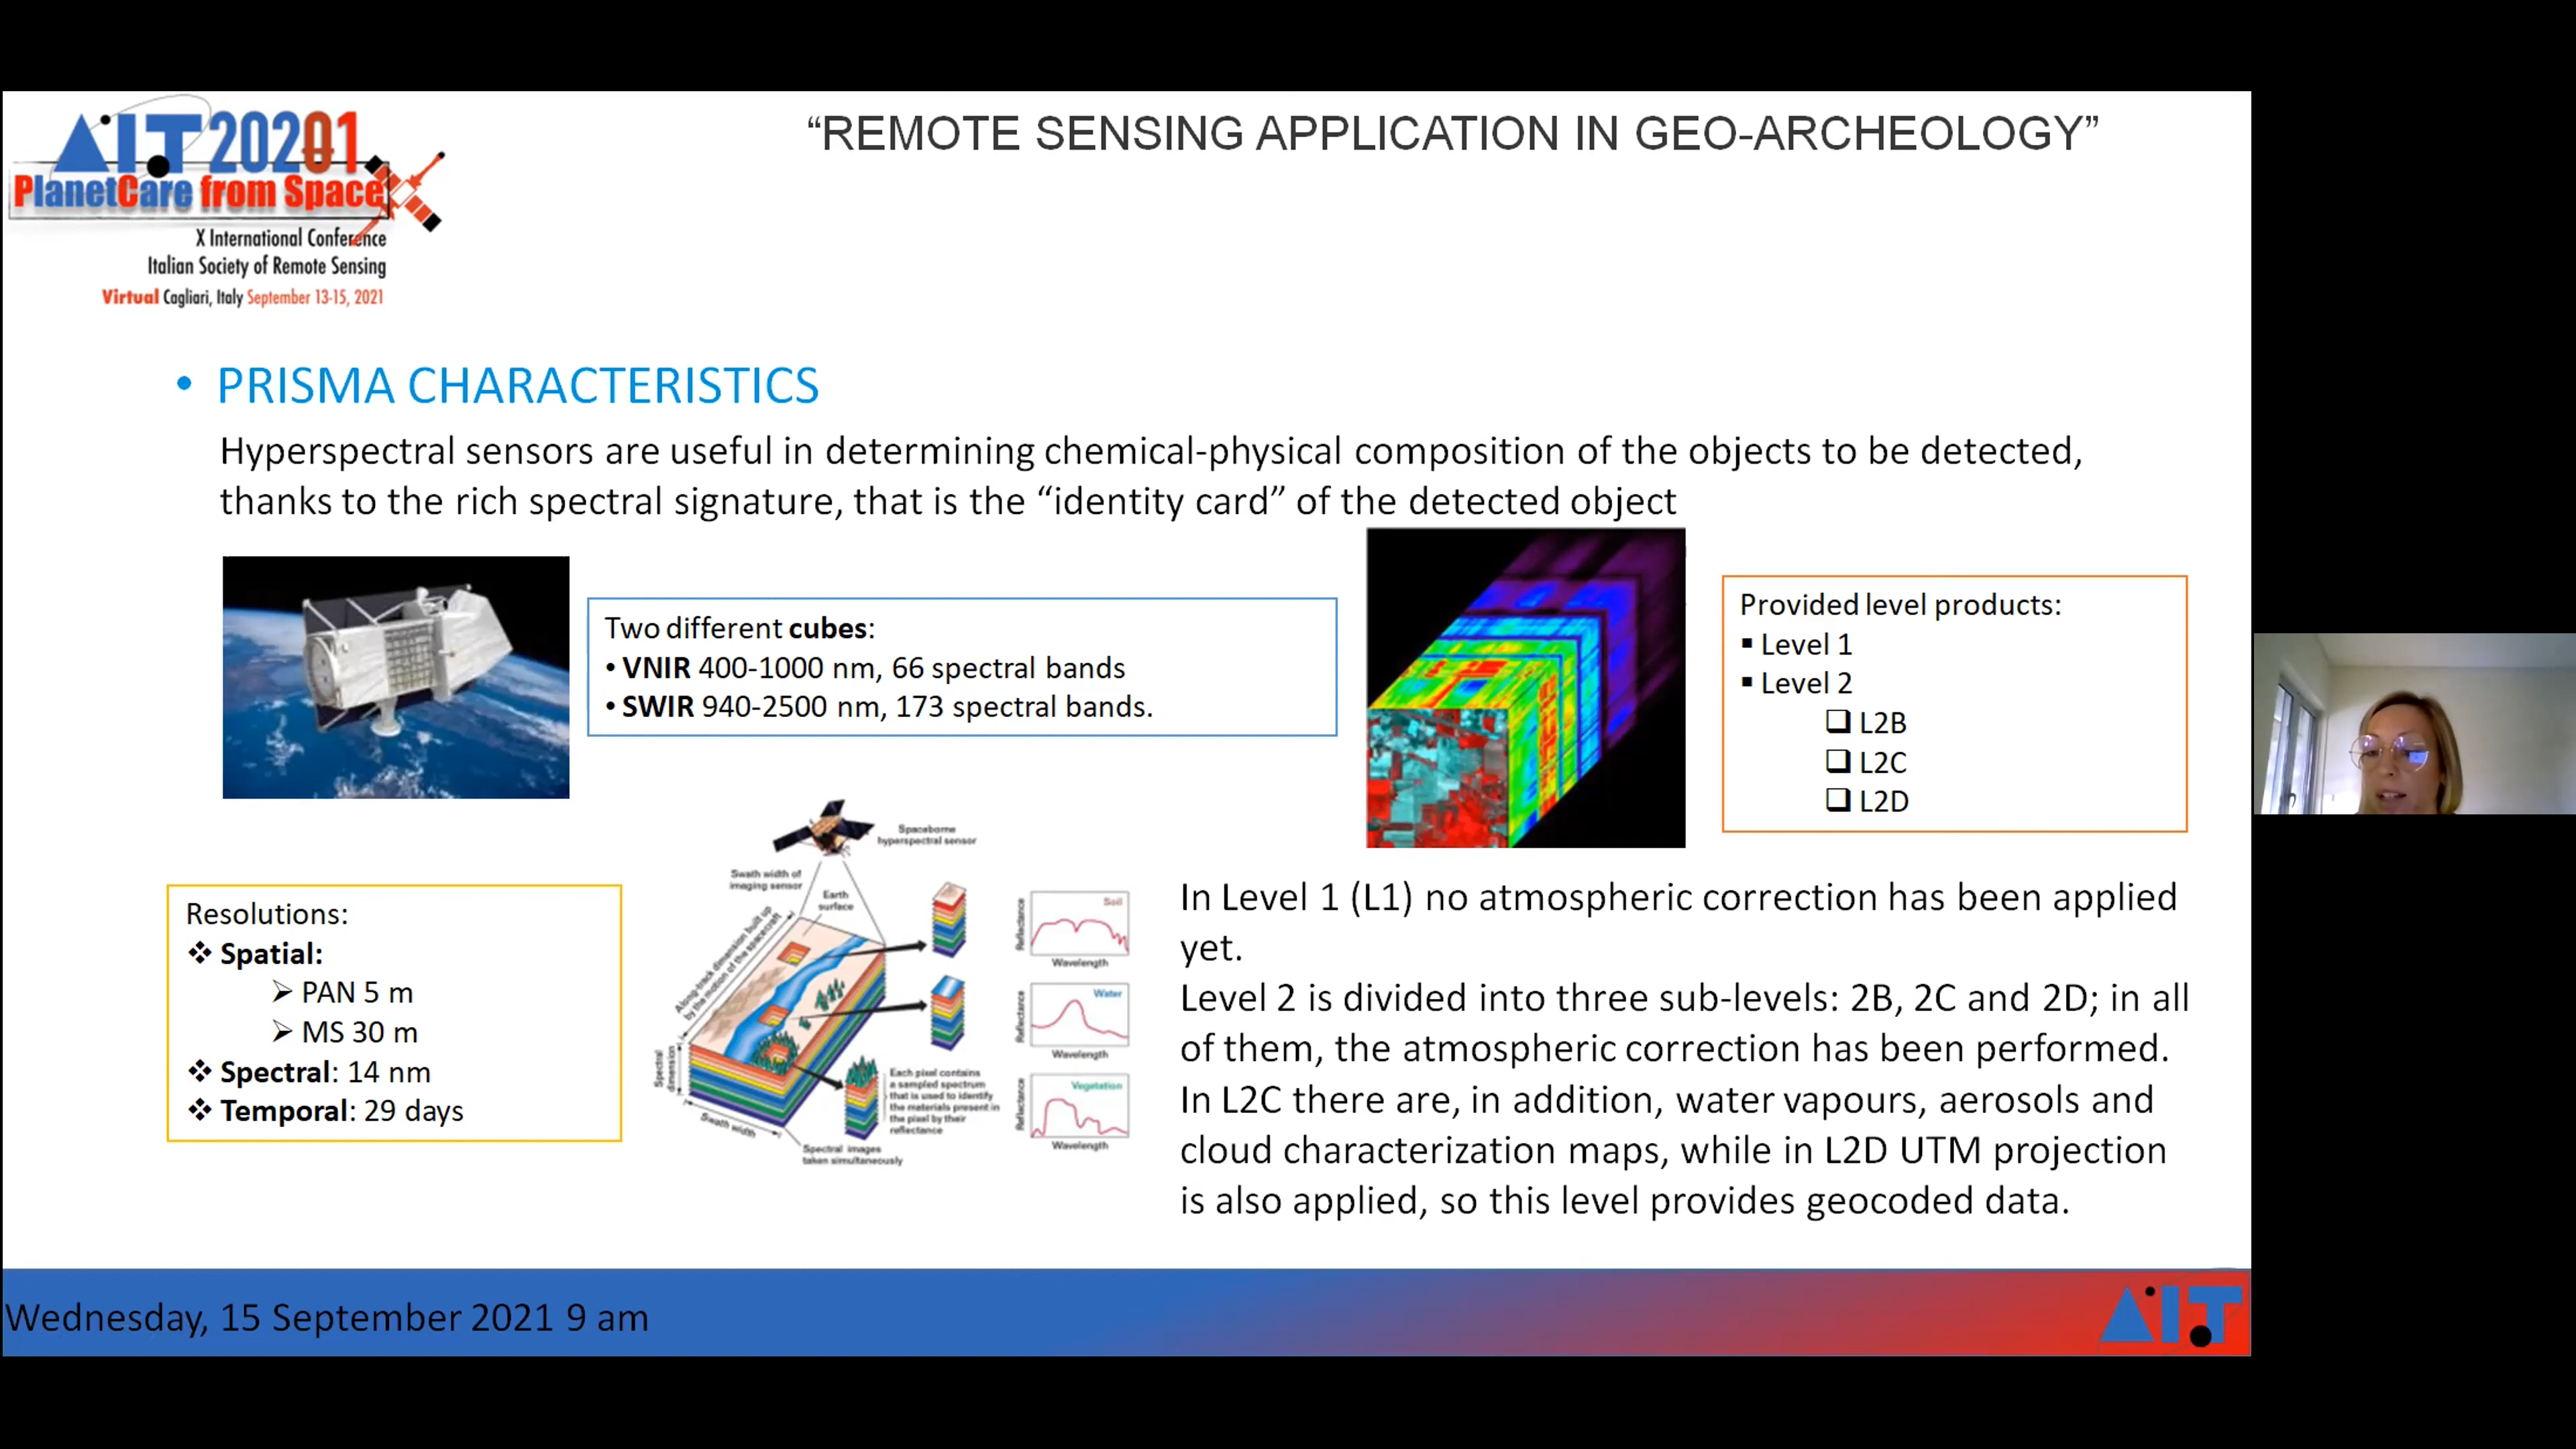 “REMOTE SENSING APPLICATION IN GEO-ARCHEOLOGY”
AIT 20201
PlanetCare from Space
X International Conference
Italian Society of Remote Sensing
Virtual Cagliari, Italy September 13-15, 2021
• PRISMA CHARACTERISTICS
Hyperspectral sensors are useful in determining chemical-physical composition of the objects to be detected,
thanks to the rich spectral signature, that is the “identity card” of the detected object
Two different cubes:
• VNIR 400-1000 nm, 66 spectral bands
• SWIR 940-2500 nm, 173 spectral bands.
Provided level products:
▪ Level 1
▪ Level 2
❑ L2B
❑ L2C
❑ L2D
Resolutions:
❖ Spatial:
➢ PAN 5 m
➢ MS 30 m
❖ Spectral: 14 nm
❖ Temporal: 29 days
Spaceborne
hyperspectral sensor
Swath width of
imaging sensor
Earth
surface
Along-track dimension built up
by the motion of the spacecraft
Spectral
dimension
Swath width
Spectral images
taken simultaneously
Each pixel contains
a sampled spectrum
that is used to identify
the materials present in
the pixel by their
reflectance
Soil
Reflectance
Wavelength
Water
Reflectance
Wavelength
Vegetation
Reflectance
Wavelength
In Level 1 (L1) no atmospheric correction has been applied
yet.
Level 2 is divided into three sub-levels: 2B, 2C and 2D; in all
of them, the atmospheric correction has been performed.
In L2C there are, in addition, water vapours, aerosols and
cloud characterization maps, while in L2D UTM projection
is also applied, so this level provides geocoded data.
Wednesday, 15 September 2021 9 am
AIT